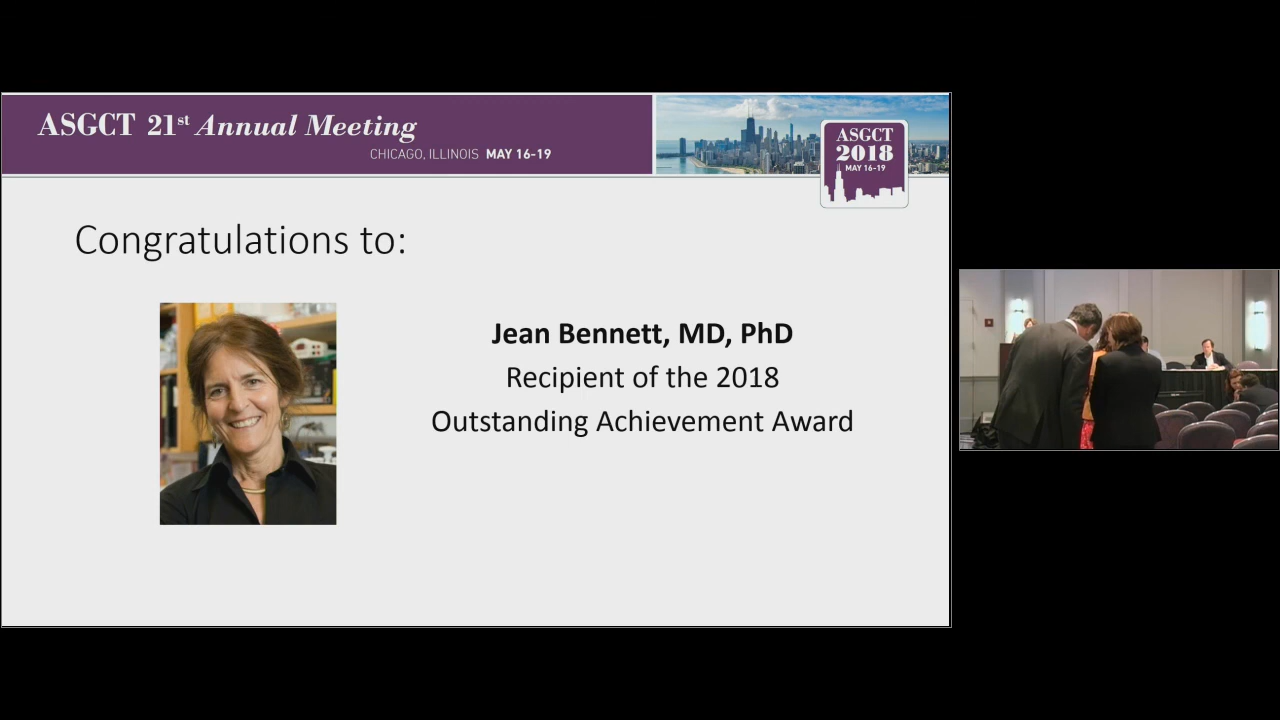 ASGCT 21st Annual Meeting
CHICAGO, ILLINOIS MAY 16-19
ASGCT
2018
MAY 16-19
Congratulations to:
Jean Bennett, MD, PhD
Recipient of the 2018
Outstanding Achievement Award